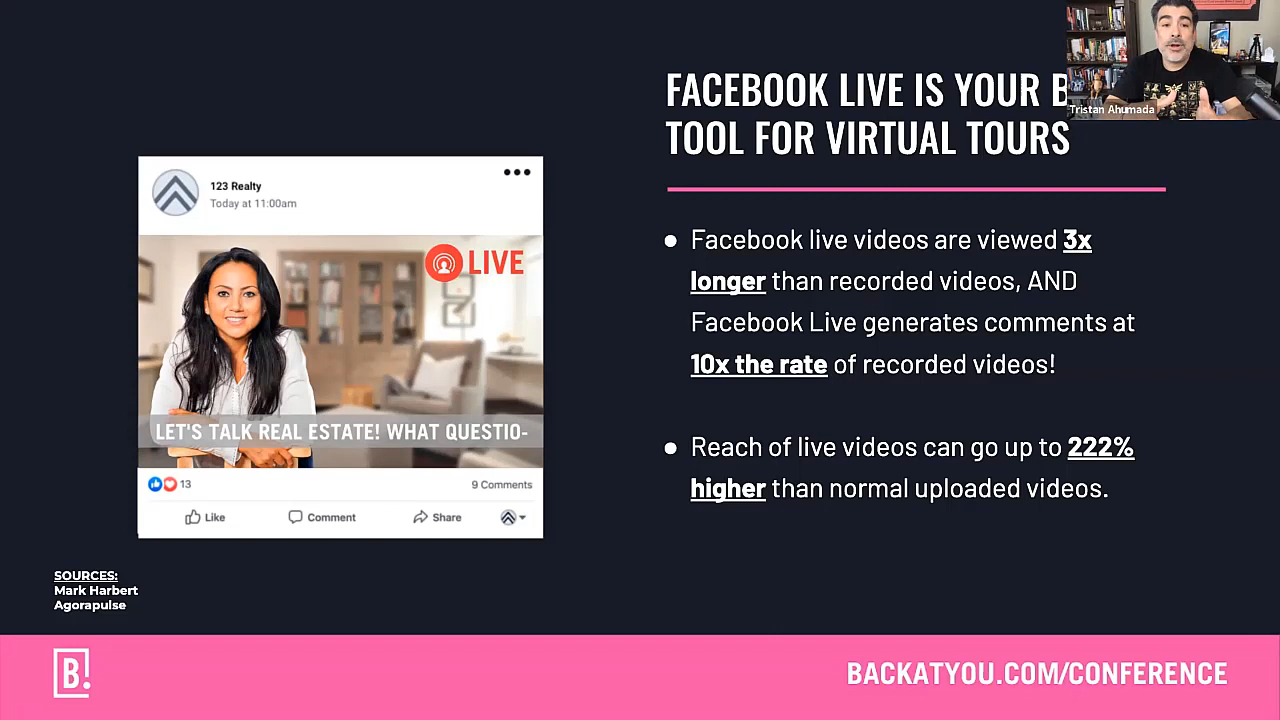 FACEBOOK LIVE IS YOUR B
TOOL FOR VIRTUAL TOURS
Tristan Ahumada
123 Realty
Today at 11:00am
LIVE
LET'S TALK REAL ESTATE! WHAT QUESTIO-
13
9 Comments
Like
Comment
Share
Facebook live videos are viewed 3x
longer than recorded videos, AND
Facebook Live generates comments at
10x the rate of recorded videos!
Reach of live videos can go up to 222%
higher than normal uploaded videos.
SOURCES:
Mark Harbert
Agorapulse
B!
BACKATYOU.COM/CONFERENCE